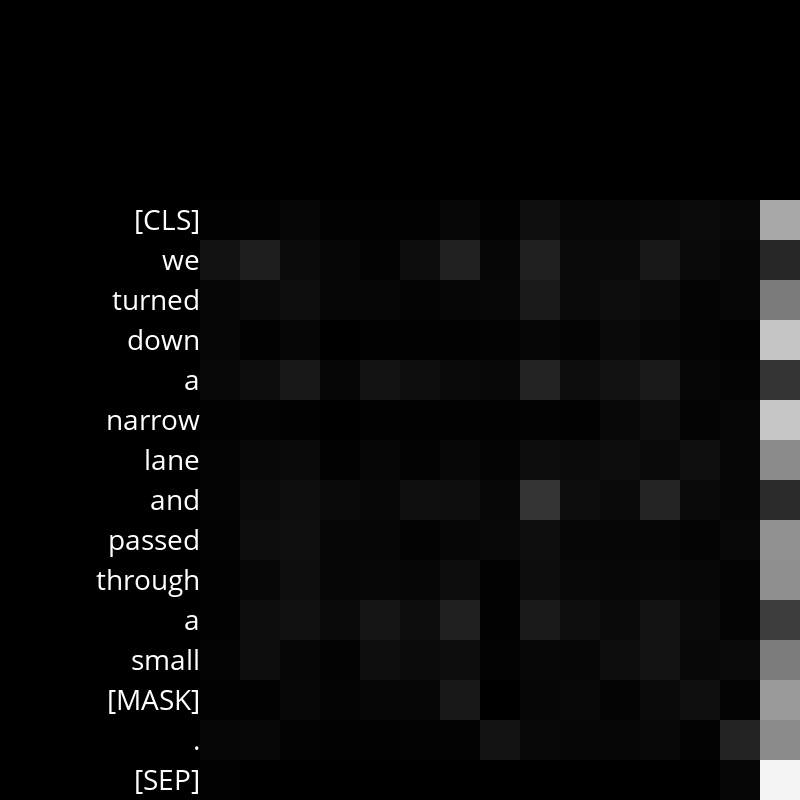 [CLS]
we
turned
down
a
narrow
lane
and
passed
through
a
small
[MASK]
.
[SEP]